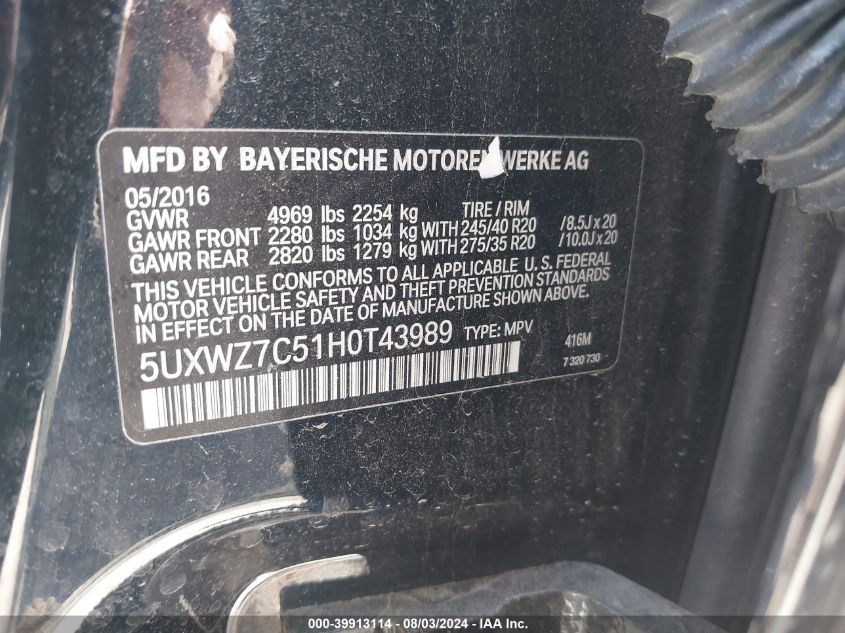 MFD BY BAYERISCHE MOTOREN WERKE AG
05/2016
GVWR 4969 lbs 2254 kg TIRE / RIM
GAWR FRONT 2280 lbs 1034 kg WITH 245/40 R20 / 8.5J x 20
GAWR REAR 2820 lbs 1279 kg WITH 275/35 R20 / 10.0J x 20
THIS VEHICLE CONFORMS TO ALL APPLICABLE U. S. FEDERAL
MOTOR VEHICLE SAFETY AND THEFT PREVENTION STANDARDS
IN EFFECT ON THE DATE OF MANUFACTURE SHOWN ABOVE.
5UXWZ7C51H0T43989 TYPE: MPV 416M
7 320 730
000-39913114 - 08/03/2024 - IAA Inc.